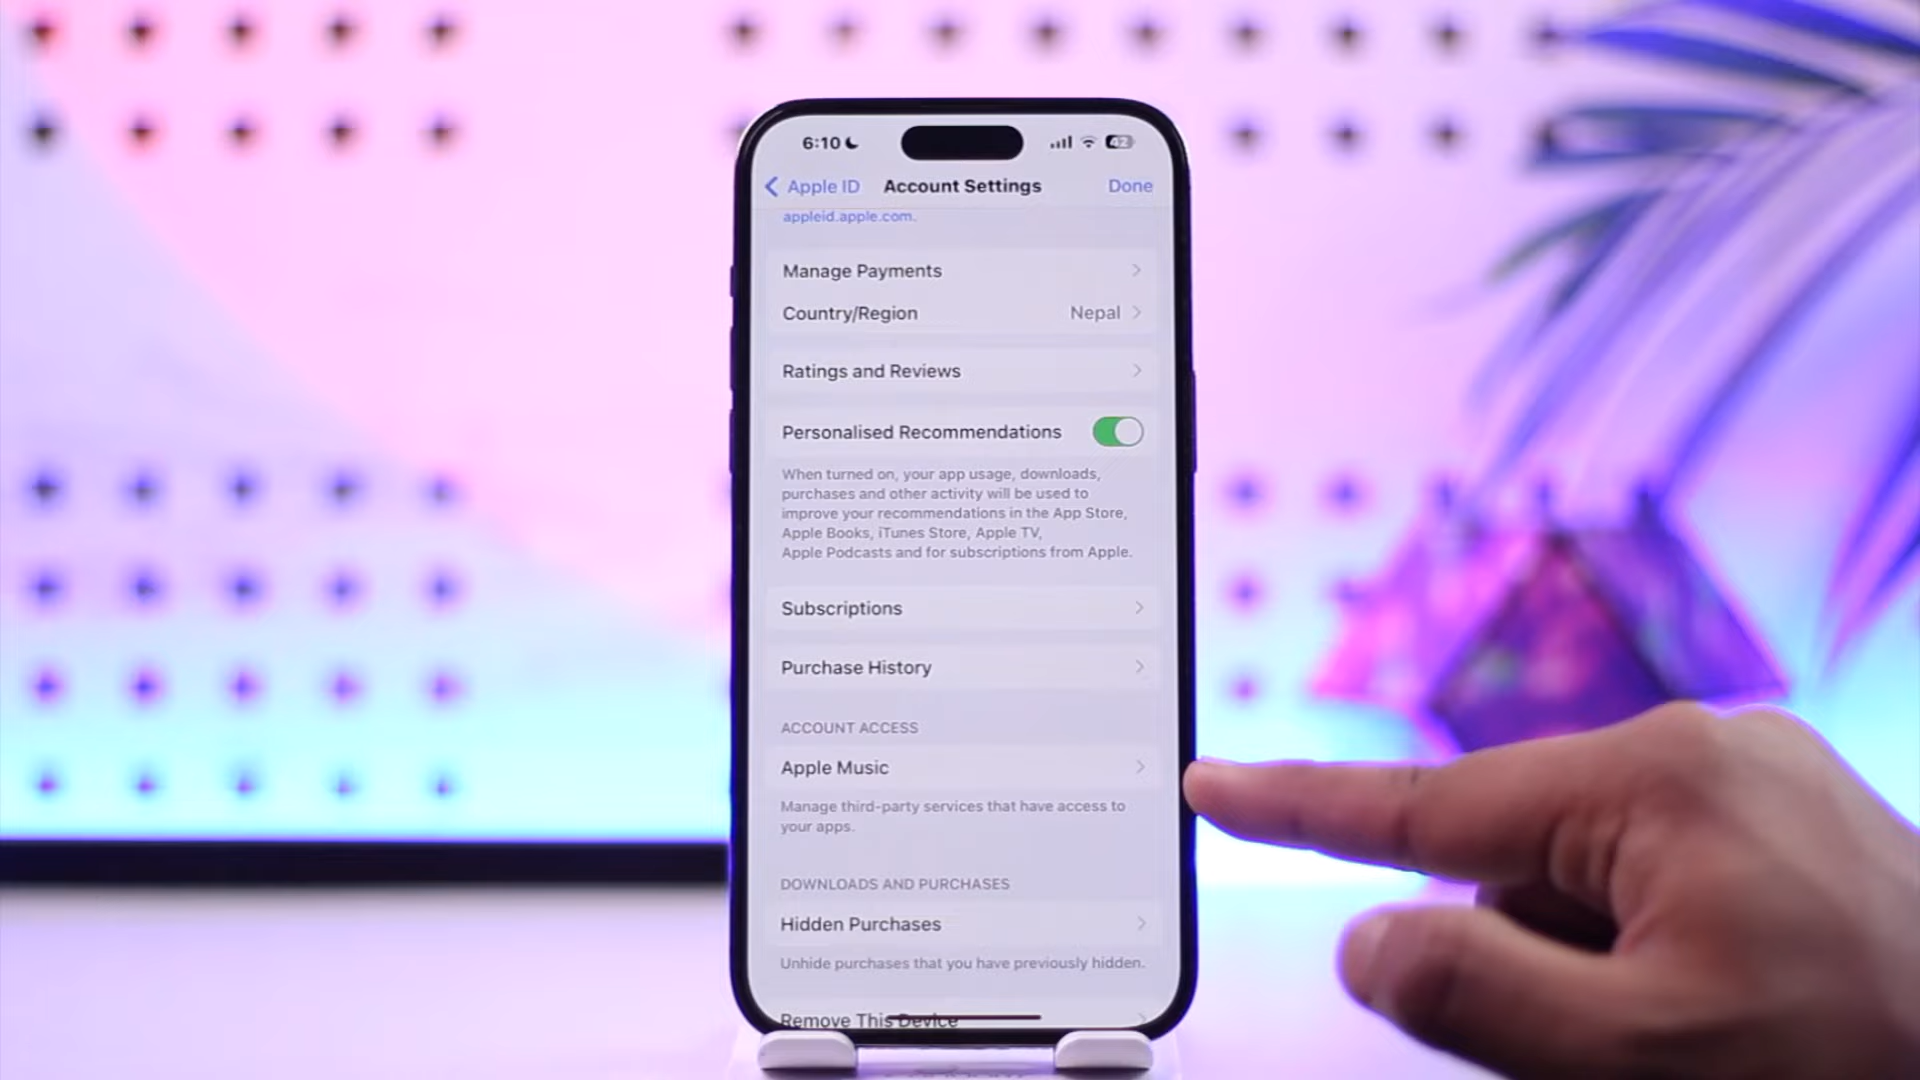 6:10
42
Apple ID Account Settings Done
appleid.apple.com.
Manage Payments
Country/Region Nepal
Ratings and Reviews
Personalised Recommendations
When turned on, your app usage, downloads,
purchases and other activity will be used to
improve your recommendations in the App Store,
Apple Books, iTunes Store, Apple TV,
Apple Podcasts and for subscriptions from Apple.
Subscriptions
Purchase History
ACCOUNT ACCESS
Apple Music
Manage third-party services that have access to
your apps.
DOWNLOADS AND PURCHASES
Hidden Purchases
Unhide purchases that you have previously hidden.
Remove This Device